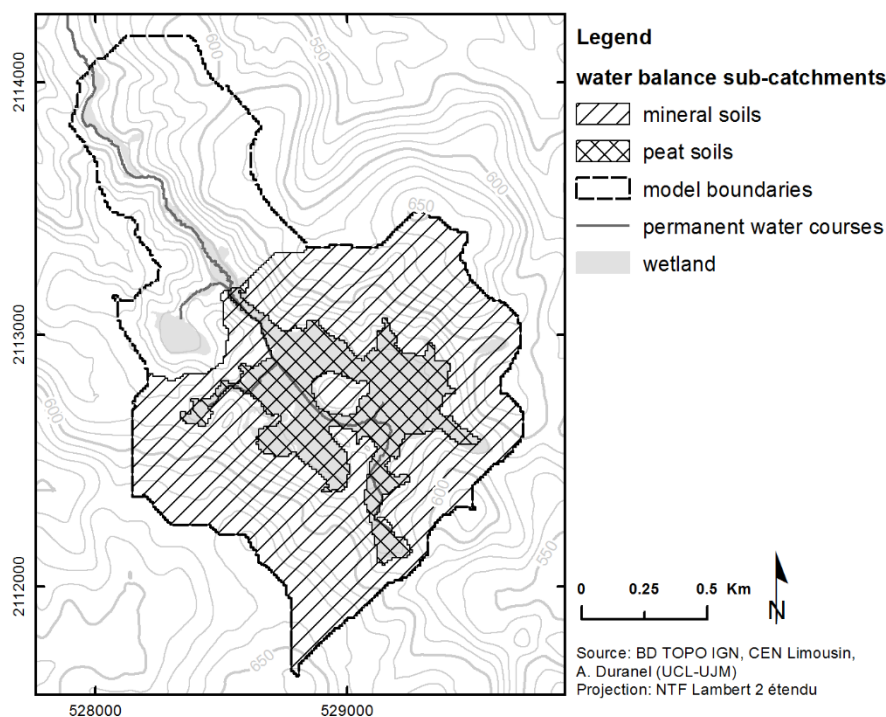 550
600
2114000
650
600
2113000
600
600
2112000
550
650
528000
529000
Legend
water balance sub-catchments
mineral soils
peat soils
model boundaries
permanent water courses
wetland
0 0.25 0.5 Km
N
Source: BD TOPO IGN, CEN Limousin,
A. Duranel (UCL-UJM)
Projection: NTF Lambert 2 étendu